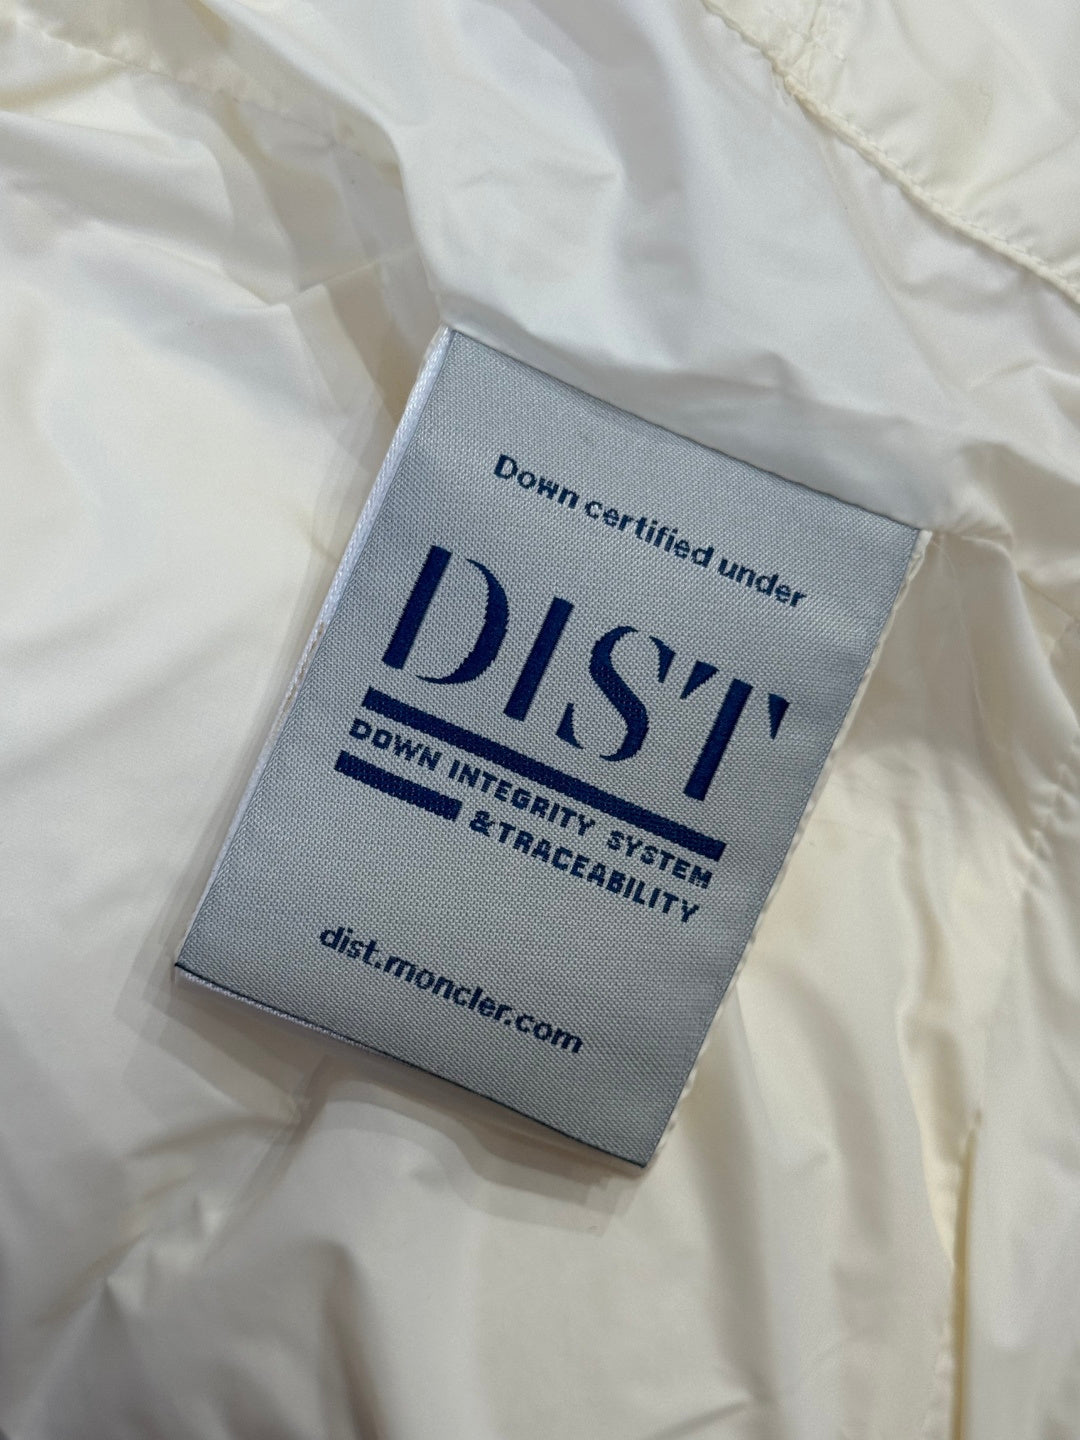 Down certified under
DIST
DOWN INTEGRITY SYSTEM
&TRACEABILITY
dist.moncler.com